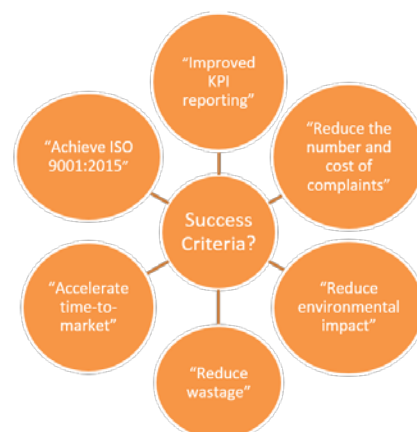 “Improved
KPI
reporting”
“Achieve ISO
9001:2015”
“Reduce the
number and
cost of
complaints”
Success
Criteria?
“Accelerate
time-to-
market”
“Reduce
environmental
impact”
“Reduce
wastage”